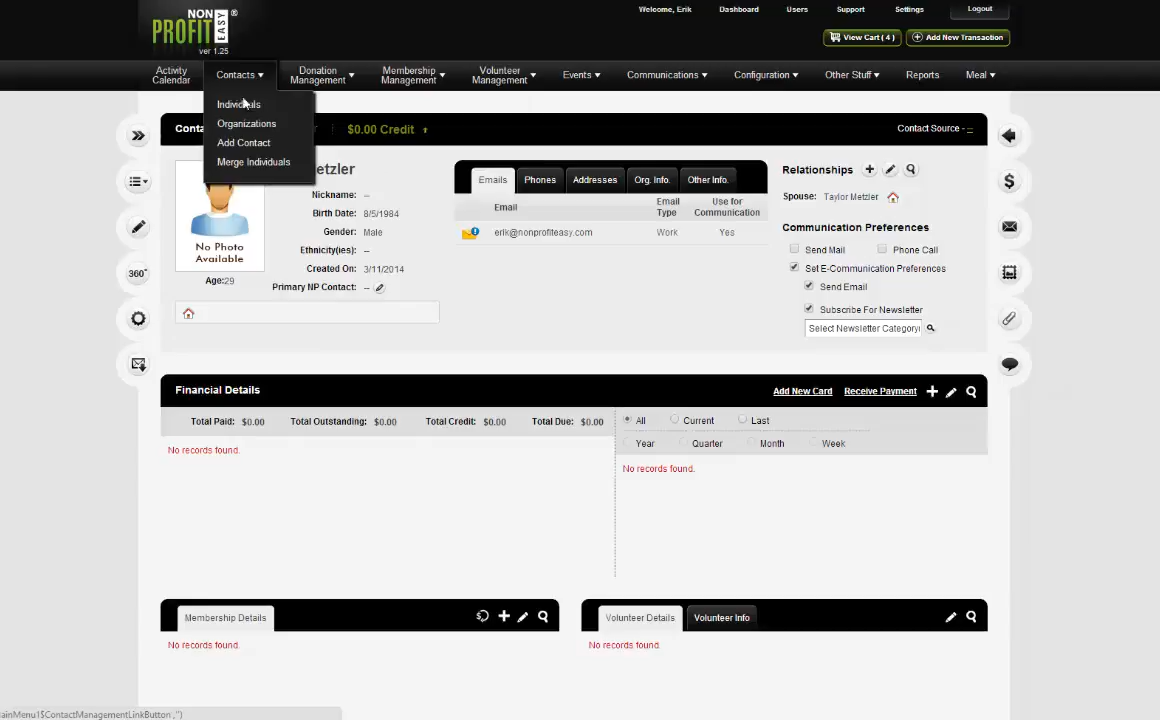 NON
PROFIT EASY ®
ver 1.25
Welcome, Erik Dashboard Users Support Settings Logout
View Cart ( 4 ) Add New Transaction
Activity Calendar Contacts Donation Management Membership Management Volunteer Management Events Communications Configuration Other Stuff Reports Meal
Individuals
Organizations
Add Contact
Merge Individuals
$0.00 Credit
Contact Source - --
No Photo
Available
Age:29
Nickname: --
Birth Date: 8/5/1984
Gender: Male
Ethnicity(ies): --
Created On: 3/11/2014
Primary NP Contact: --
Emails Phones Addresses Org. Info. Other Info.
Email Email Type Use for Communication
erik@nonprofiteasy.com Work Yes
Relationships
Spouse: Taylor Metzler
Communication Preferences
Send Mail Phone Call
Set E-Communication Preferences
Send Email
Subscribe For Newsletter
Select Newsletter Category(
360°
Financial Details
Add New Card Receive Payment
Total Paid: $0.00 Total Outstanding: $0.00 Total Credit: $0.00 Total Due: $0.00
All Current Last
Year Quarter Month Week
No records found.
No records found.
Membership Details
No records found.
Volunteer Details Volunteer Info
No records found.
ainMenu1$ContactManagementLinkButton','')